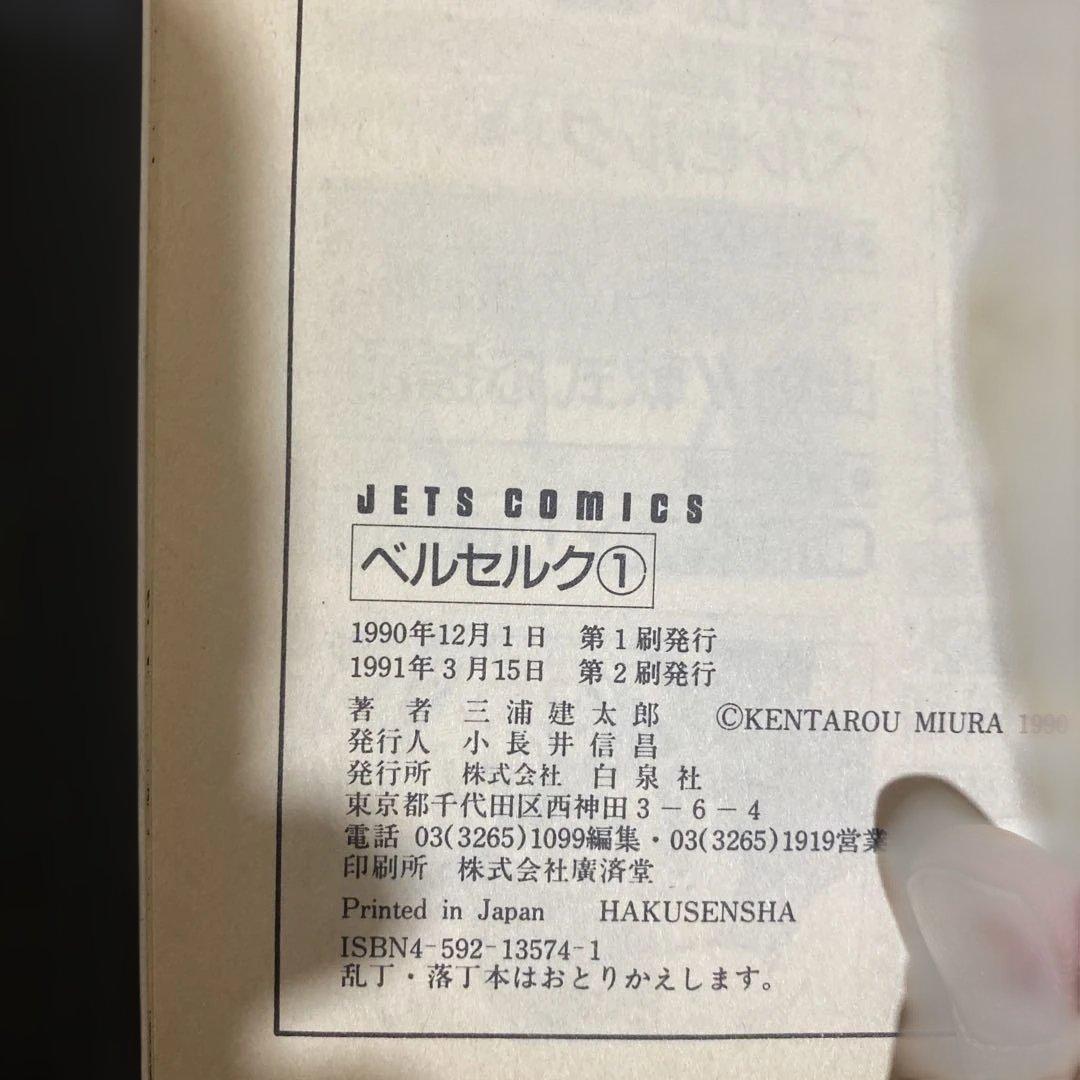 JETS COMICS
ベルセルク①
1990年12月1日 第1刷発行
1991年3月15日 第2刷発行
著者 三浦建太郎 ©KENTAROU MIURA 1990
発行人 小長井信昌
発行所 株式会社 白泉社
東京都千代田区西神田3-6-4
電話 03(3265)1099編集・03(3265)1919営業
印刷所 株式会社廣済堂
Printed in Japan HAKUSENSHA
ISBN4-592-13574-1
乱丁・落丁本はおとりかえします。